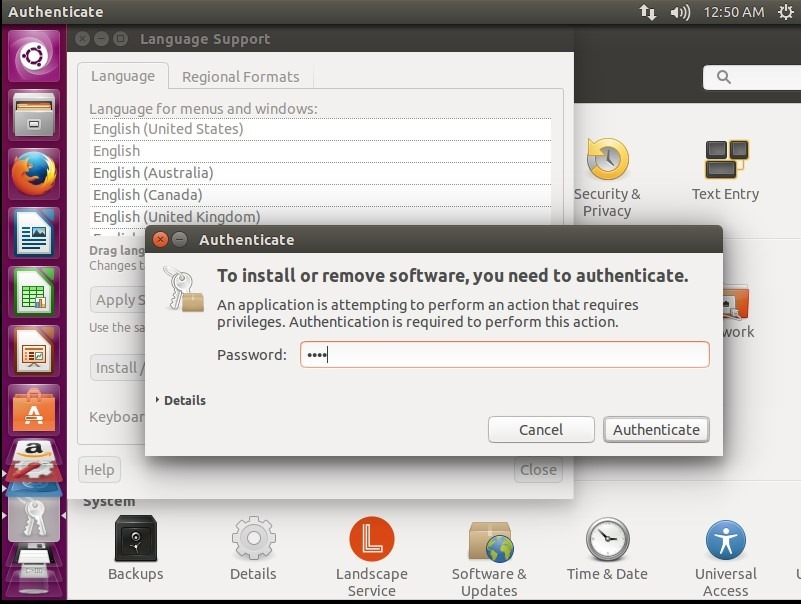 Authenticate
12:50 AM
Language Support
Language
Regional Formats
Language for menus and windows:
English (United States)
English
English (Australia)
English (Canada)
English (United Kingdom)
Drag lang
Changes t
Apply S
Use the sa
Install /
Keyboar
Help
Close
Authenticate
To install or remove software, you need to authenticate.
An application is attempting to perform an action that requires
privileges. Authentication is required to perform this action.
Password: ••••
Details
Cancel
Authenticate
Security &
Privacy
Text Entry
work
System
Backups
Details
Landscape
Service
Software &
Updates
Time & Date
Universal
Access